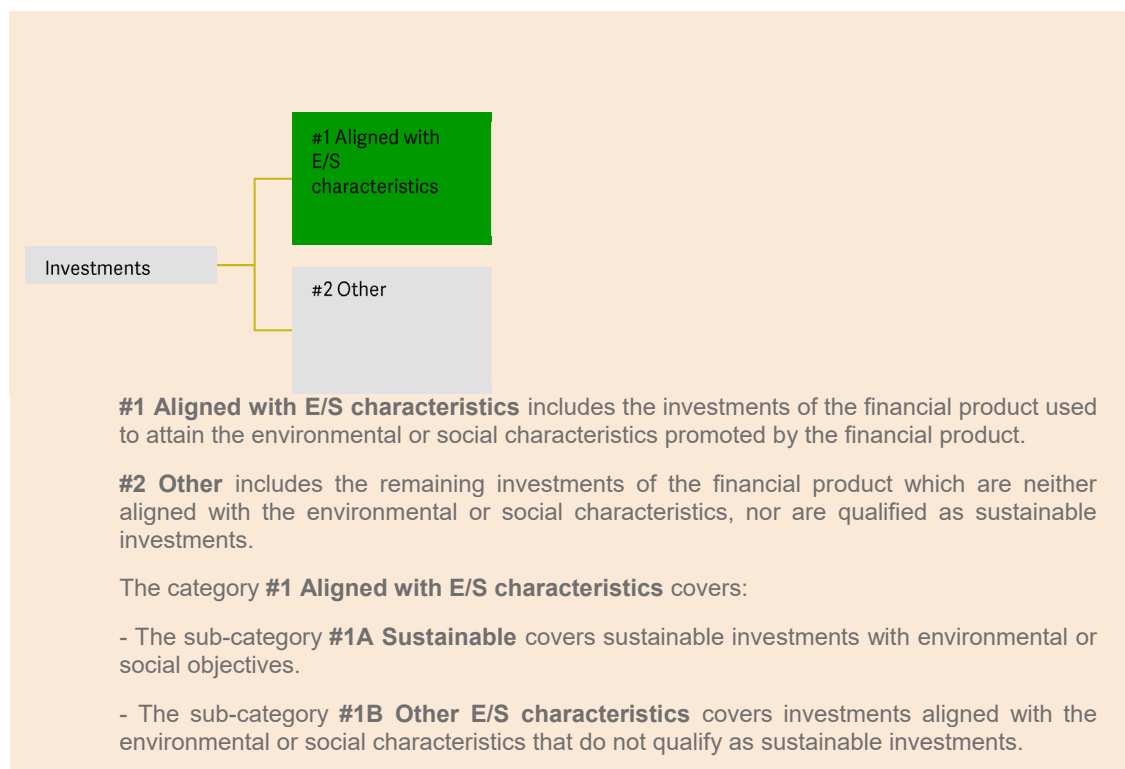 #1 Aligned with
E/S
characteristics
Investments
#2 Other
#1 Aligned with E/S characteristics includes the investments of the financial product used
to attain the environmental or social characteristics promoted by the financial product.
#2 Other includes the remaining investments of the financial product which are neither
aligned with the environmental or social characteristics, nor are qualified as sustainable
investments.
The category #1 Aligned with E/S characteristics covers:
- The sub-category #1A Sustainable covers sustainable investments with environmental or
social objectives.
- The sub-category #1B Other E/S characteristics covers investments aligned with the
environmental or social characteristics that do not qualify as sustainable investments.